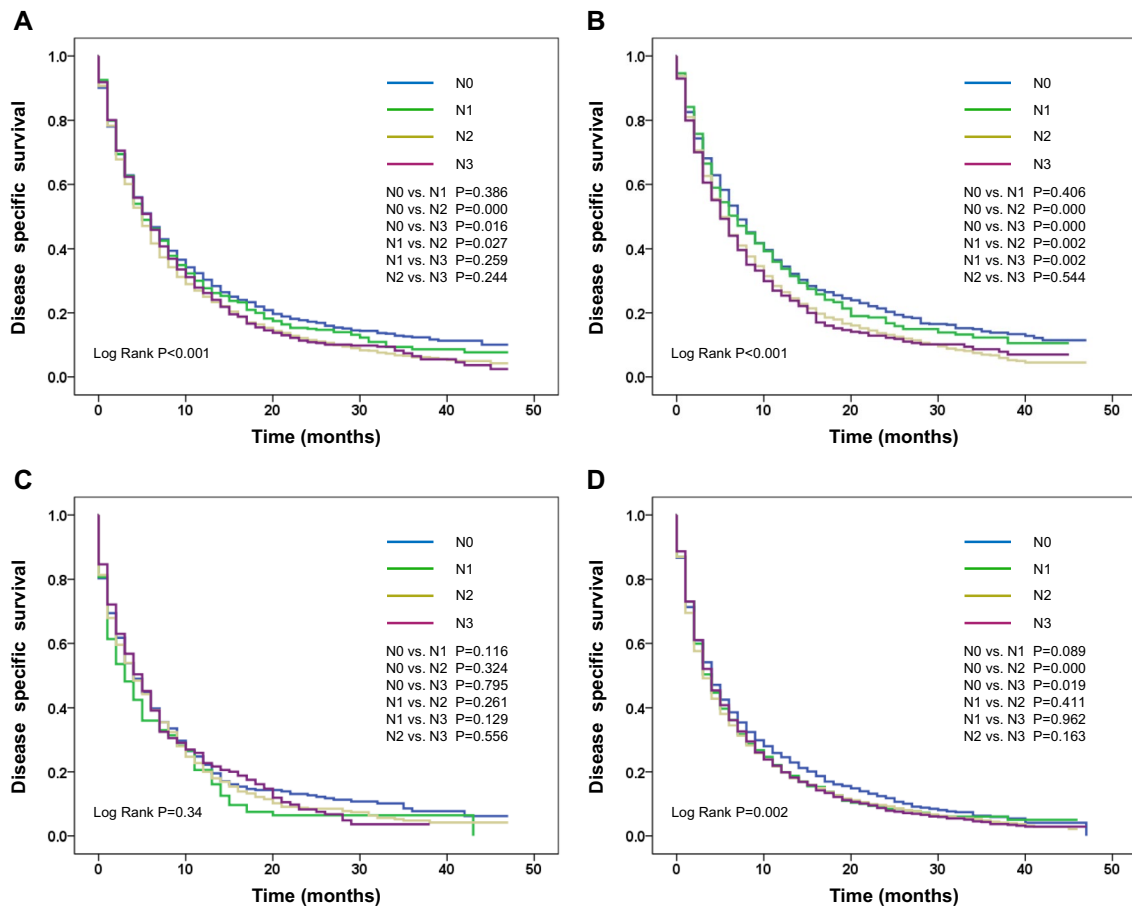 A
Disease specific survival
1.0
0.8
0.6
0.4
0.2
0.0
N0
N1
N2
N3
N0 vs. N1 P=0.386
N0 vs. N2 P=0.000
N0 vs. N3 P=0.016
N1 vs. N2 P=0.027
N1 vs. N3 P=0.259
N2 vs. N3 P=0.244
Log Rank P<0.001
0 10 20 30 40 50
Time (months)
B
Disease specific survival
1.0
0.8
0.6
0.4
0.2
0.0
N0
N1
N2
N3
N0 vs. N1 P=0.406
N0 vs. N2 P=0.000
N0 vs. N3 P=0.000
N1 vs. N2 P=0.002
N1 vs. N3 P=0.002
N2 vs. N3 P=0.544
Log Rank P<0.001
0 10 20 30 40 50
Time (months)
C
Disease specific survival
1.0
0.8
0.6
0.4
0.2
0.0
N0
N1
N2
N3
N0 vs. N1 P=0.116
N0 vs. N2 P=0.324
N0 vs. N3 P=0.795
N1 vs. N2 P=0.261
N1 vs. N3 P=0.129
N2 vs. N3 P=0.556
Log Rank P=0.34
0 10 20 30 40 50
Time (months)
D
Disease specific survival
1.0
0.8
0.6
0.4
0.2
0.0
N0
N1
N2
N3
N0 vs. N1 P=0.089
N0 vs. N2 P=0.000
N0 vs. N3 P=0.019
N1 vs. N2 P=0.411
N1 vs. N3 P=0.962
N2 vs. N3 P=0.163
Log Rank P=0.002
0 10 20 30 40 50
Time (months)